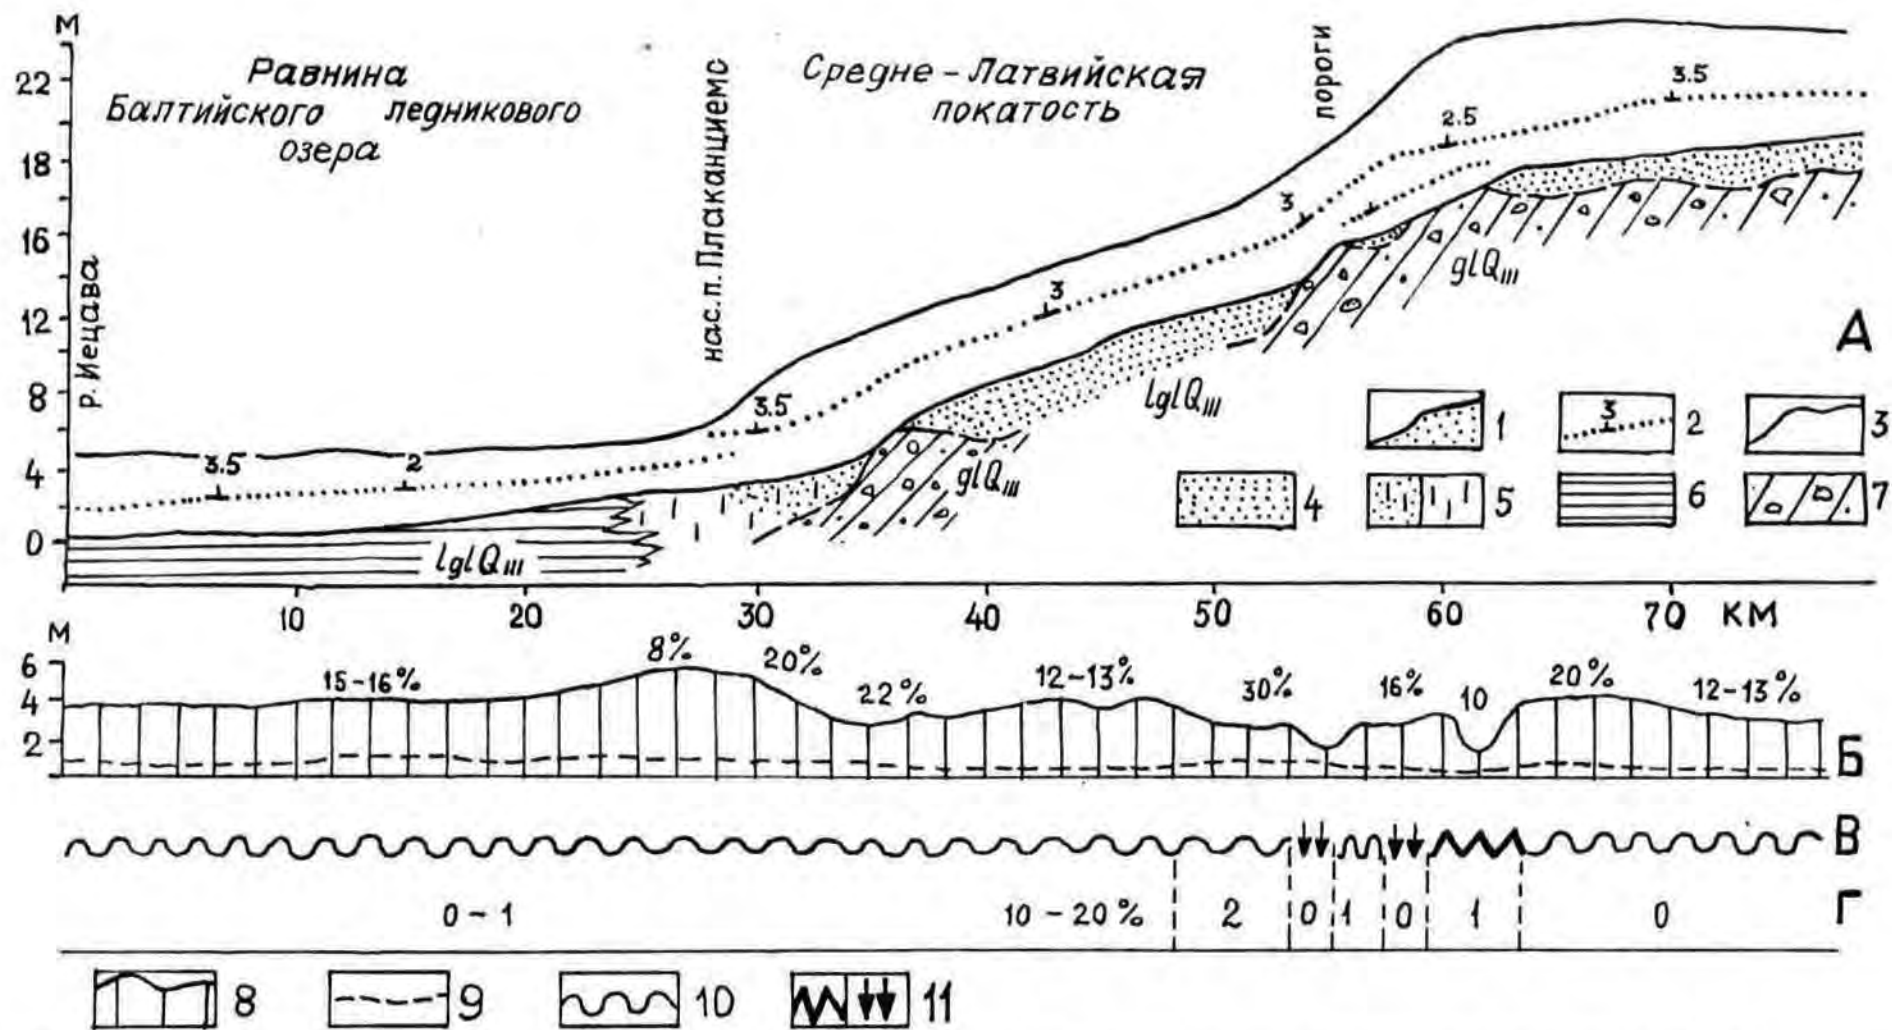 М
22
18
16
12
8
4
0
р. Иецава
Равнина
Балтийского ледникового
озера
нас.п. Плаканциемс
Средне-Латвийская
покатость
пороги
3.5
2
3.5
3
3
2.5
3.5
lglQIII
glQIII
lglQIII
glQIII
А
1
2
3
3
4
5
6
7
10
20
30
40
50
60
70
КМ
М
6
4
2
15-16%
8%
20%
22%
12-13%
30%
16%
10
20%
12-13%
Б
В
0-1
10-20%
2
0
1
0
1
0
Г
8
9
10
11